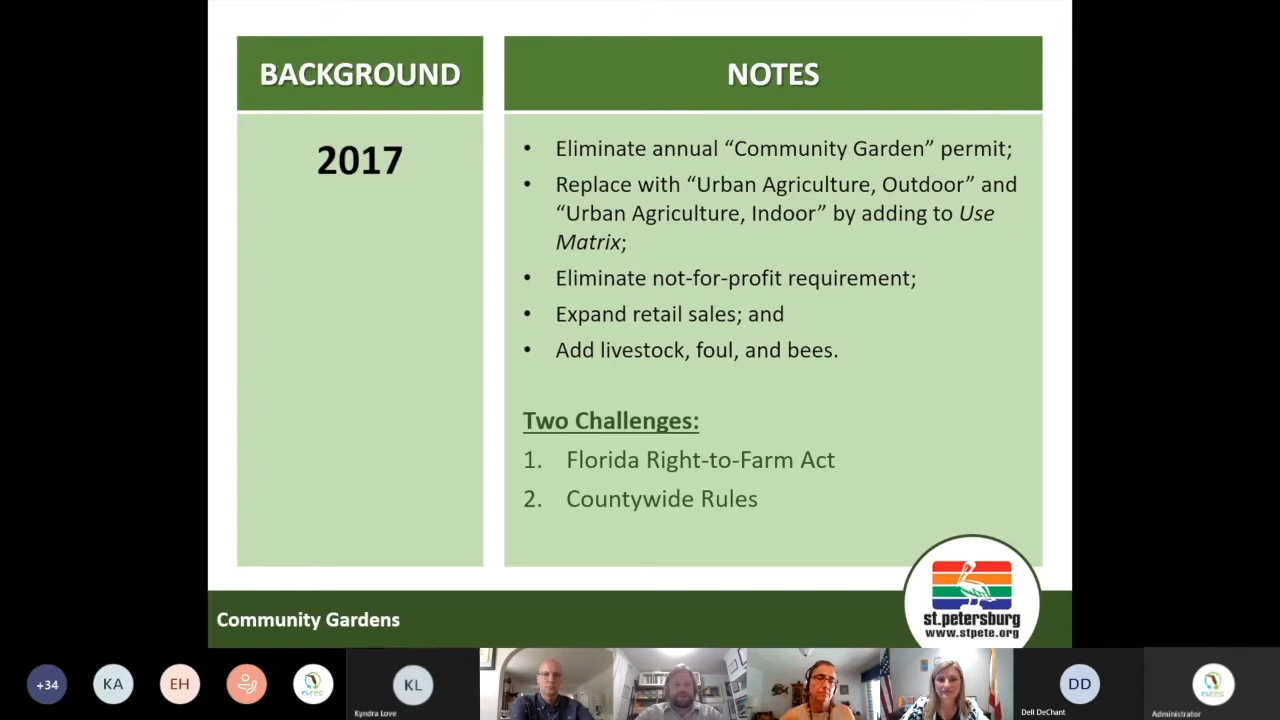 BACKGROUND
NOTES
2017
• Eliminate annual “Community Garden” permit;
• Replace with “Urban Agriculture, Outdoor” and
“Urban Agriculture, Indoor” by adding to Use
Matrix;
• Eliminate not-for-profit requirement;
• Expand retail sales; and
• Add livestock, foul, and bees.
Two Challenges:
1. Florida Right-to-Farm Act
2. Countywide Rules
st.petersburg
www.stpete.org
Community Gardens
+34
KA
EH
FLFPC
KL
Kyndra Love
DD
Dell DeChant
FLFPC
Administrator